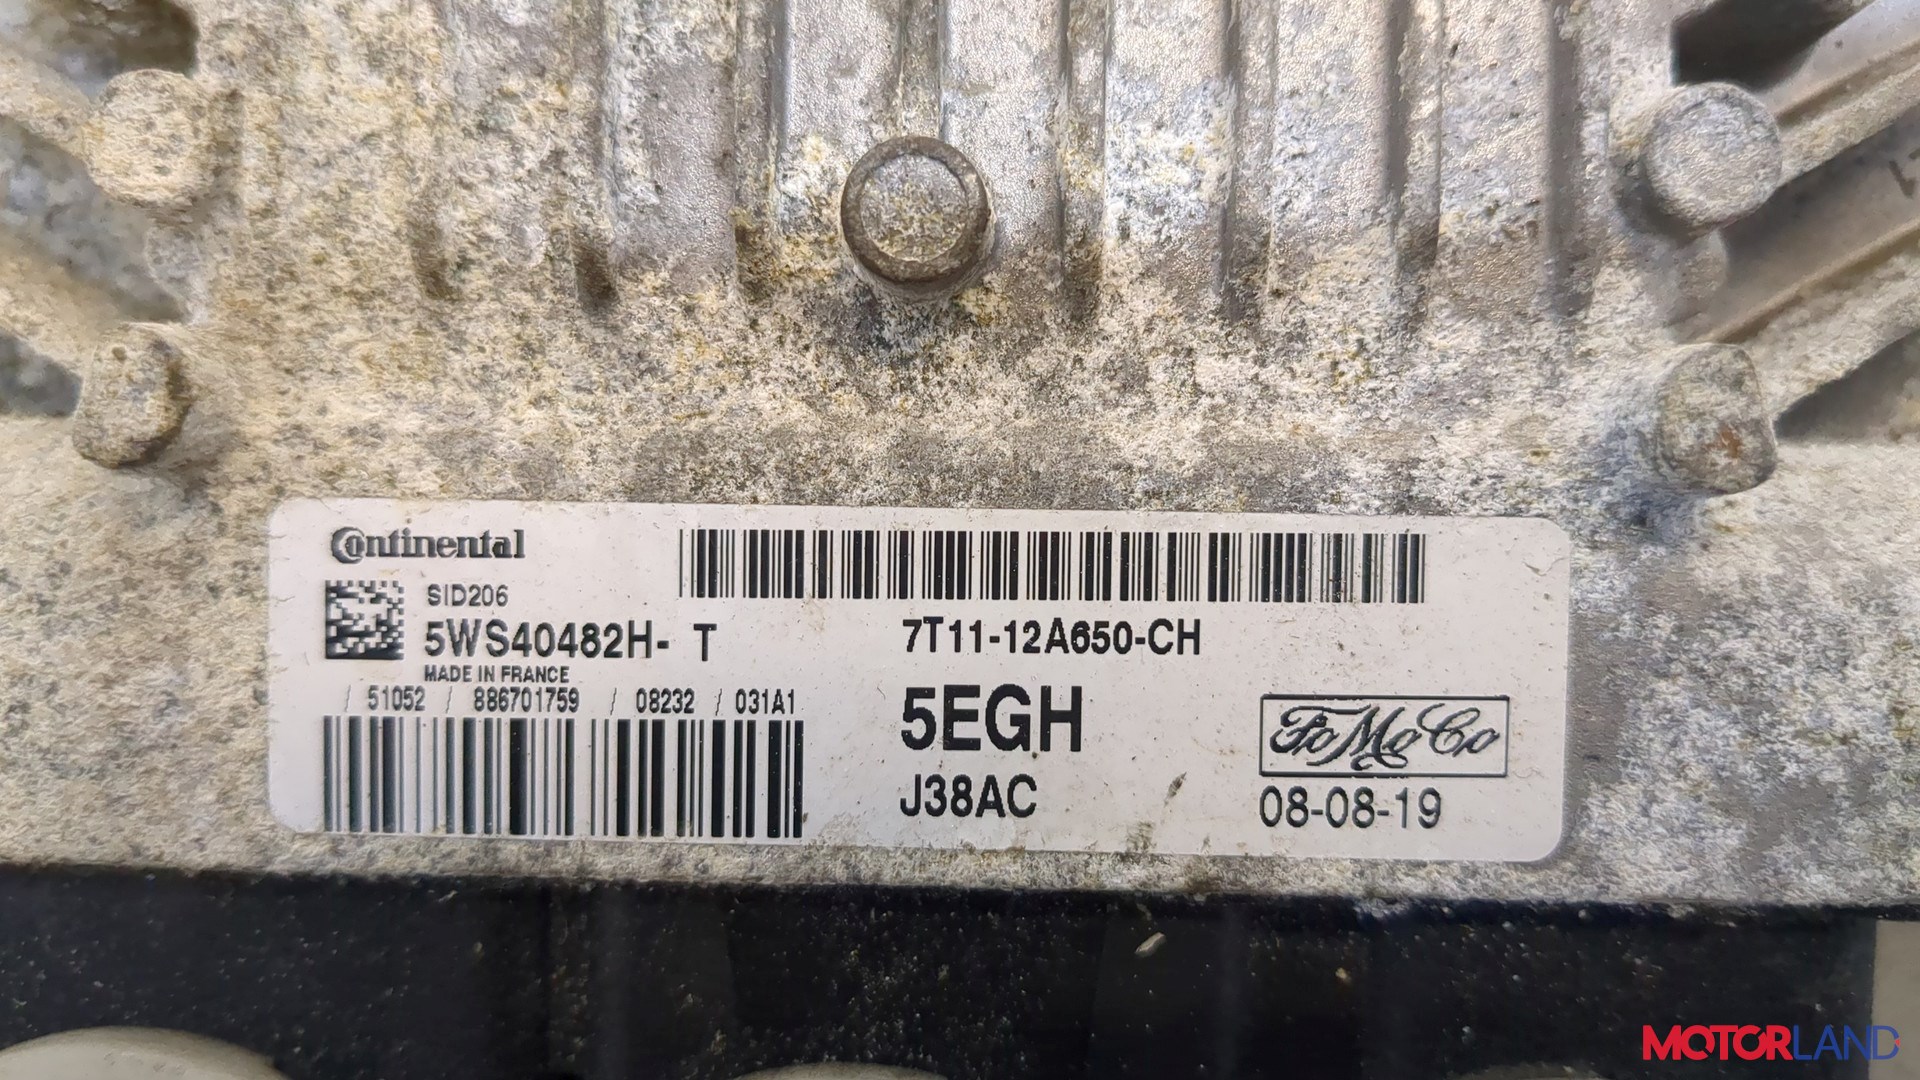 Continental
SID206
5WS40482H- T
MADE IN FRANCE
/ 51052 / 886701759 / 08232 / 031A1
7T11-12A650-CH
5EGH
J38AC
FoMoCo
08-08-19
MOTORLAND